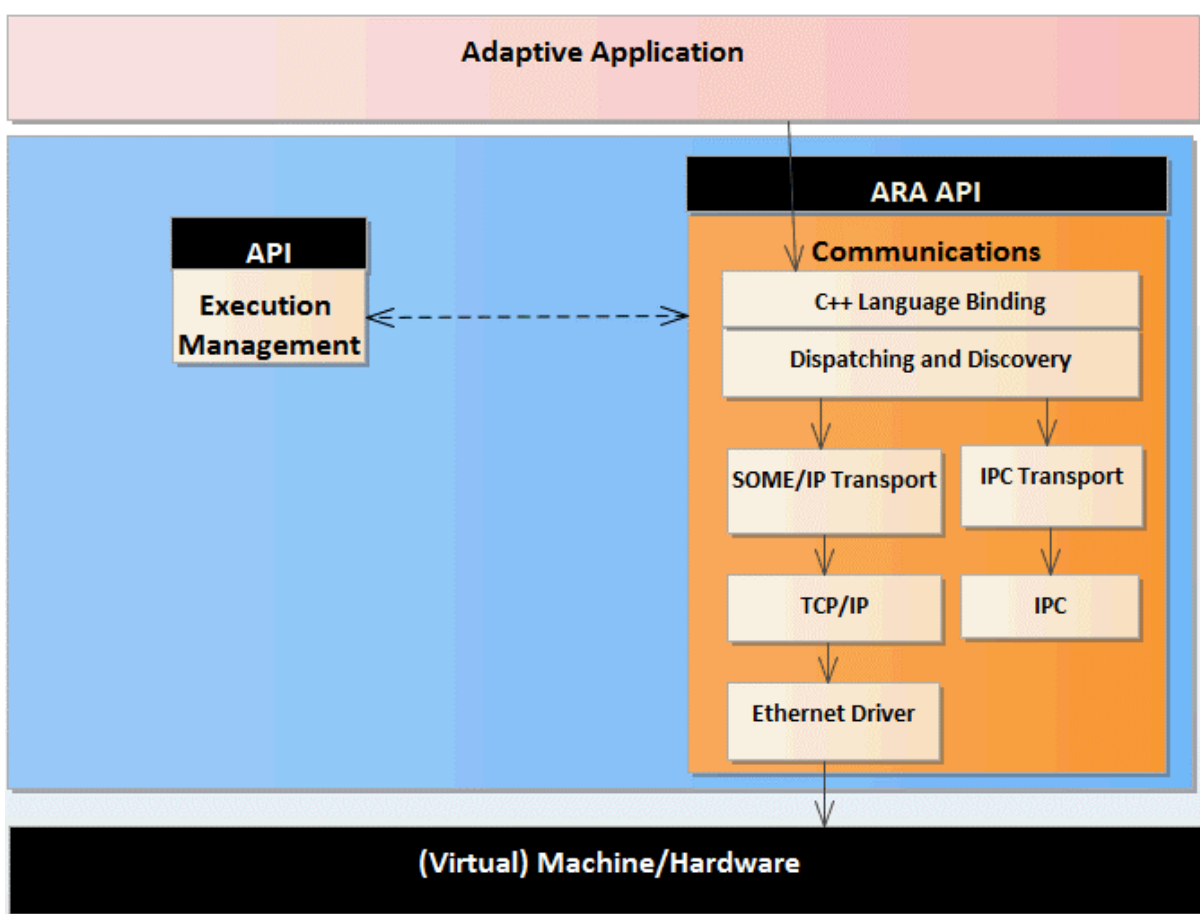 Adaptive Application
ARA API
API
Communications
Execution
Management
C++ Language Binding
Dispatching and Discovery
SOME/IP Transport
IPC Transport
TCP/IP
IPC
Ethernet Driver
(Virtual) Machine/Hardware